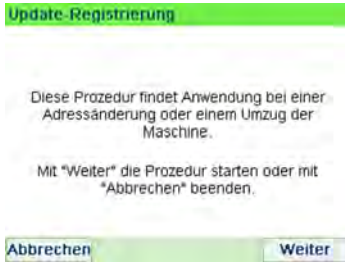 Update-Registrierung
Diese Prozedur findet Anwendung bei einer
Adressänderung oder einem Umzug der
Maschine.
Mit "Weiter" die Prozedur starten oder mit
"Abbrechen" beenden.
Abbrechen
Weiter